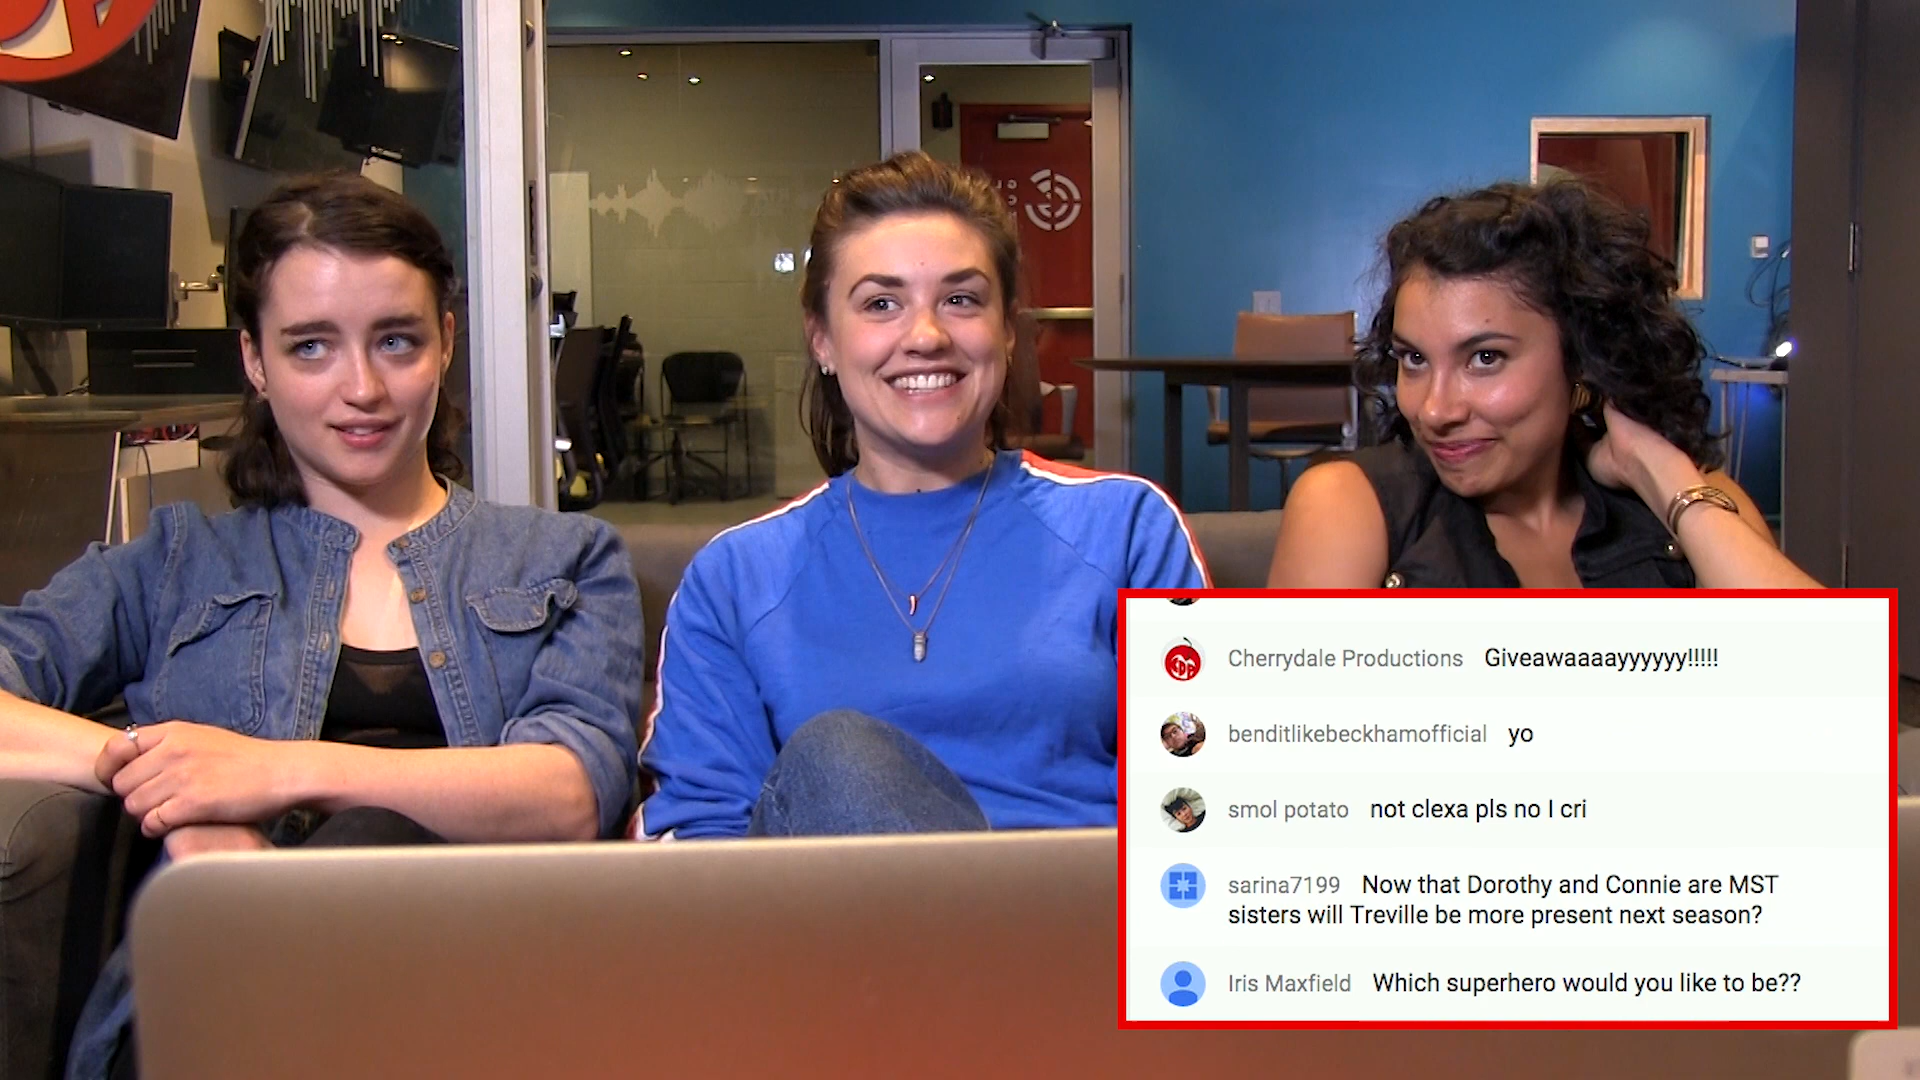 Cherrydale Productions Giveawaaaayyyyyy!!!!!
benditlikebeckhamofficial yo
smol potato not clexa pls no I cri
sarina7199 Now that Dorothy and Connie are MST
sisters will Treville be more present next season?
Iris Maxfield Which superhero would you like to be??